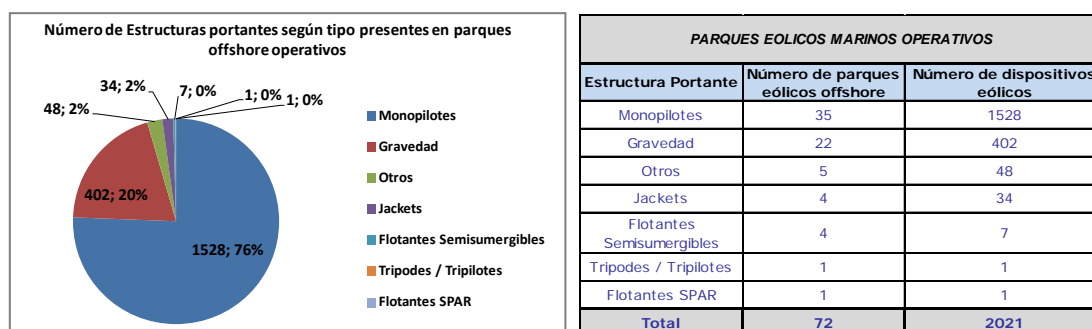 Número de Estructuras portantes según tipo presentes en parques
offshore operativos
34; 2%
7; 0%
1; 0%
1; 0%
48; 2%
402; 20%
1528; 76%
Monopilotes
Gravedad
Otros
Jackets
Flotantes Semisumergibles
Tripodes / Tripilotes
Flotantes SPAR
PARQUES EOLICOS MARINOS OPERATIVOS
Estructura Portante
Número de parques
eólicos offshore
Número de dispositivos
eólicos
Monopilotes 35 1528
Gravedad 22 402
Otros 5 48
Jackets 4 34
Flotantes
Semisumergibles
4 7
Tripodes / Tripilotes 1 1
Flotantes SPAR 1 1
Total 72 2021